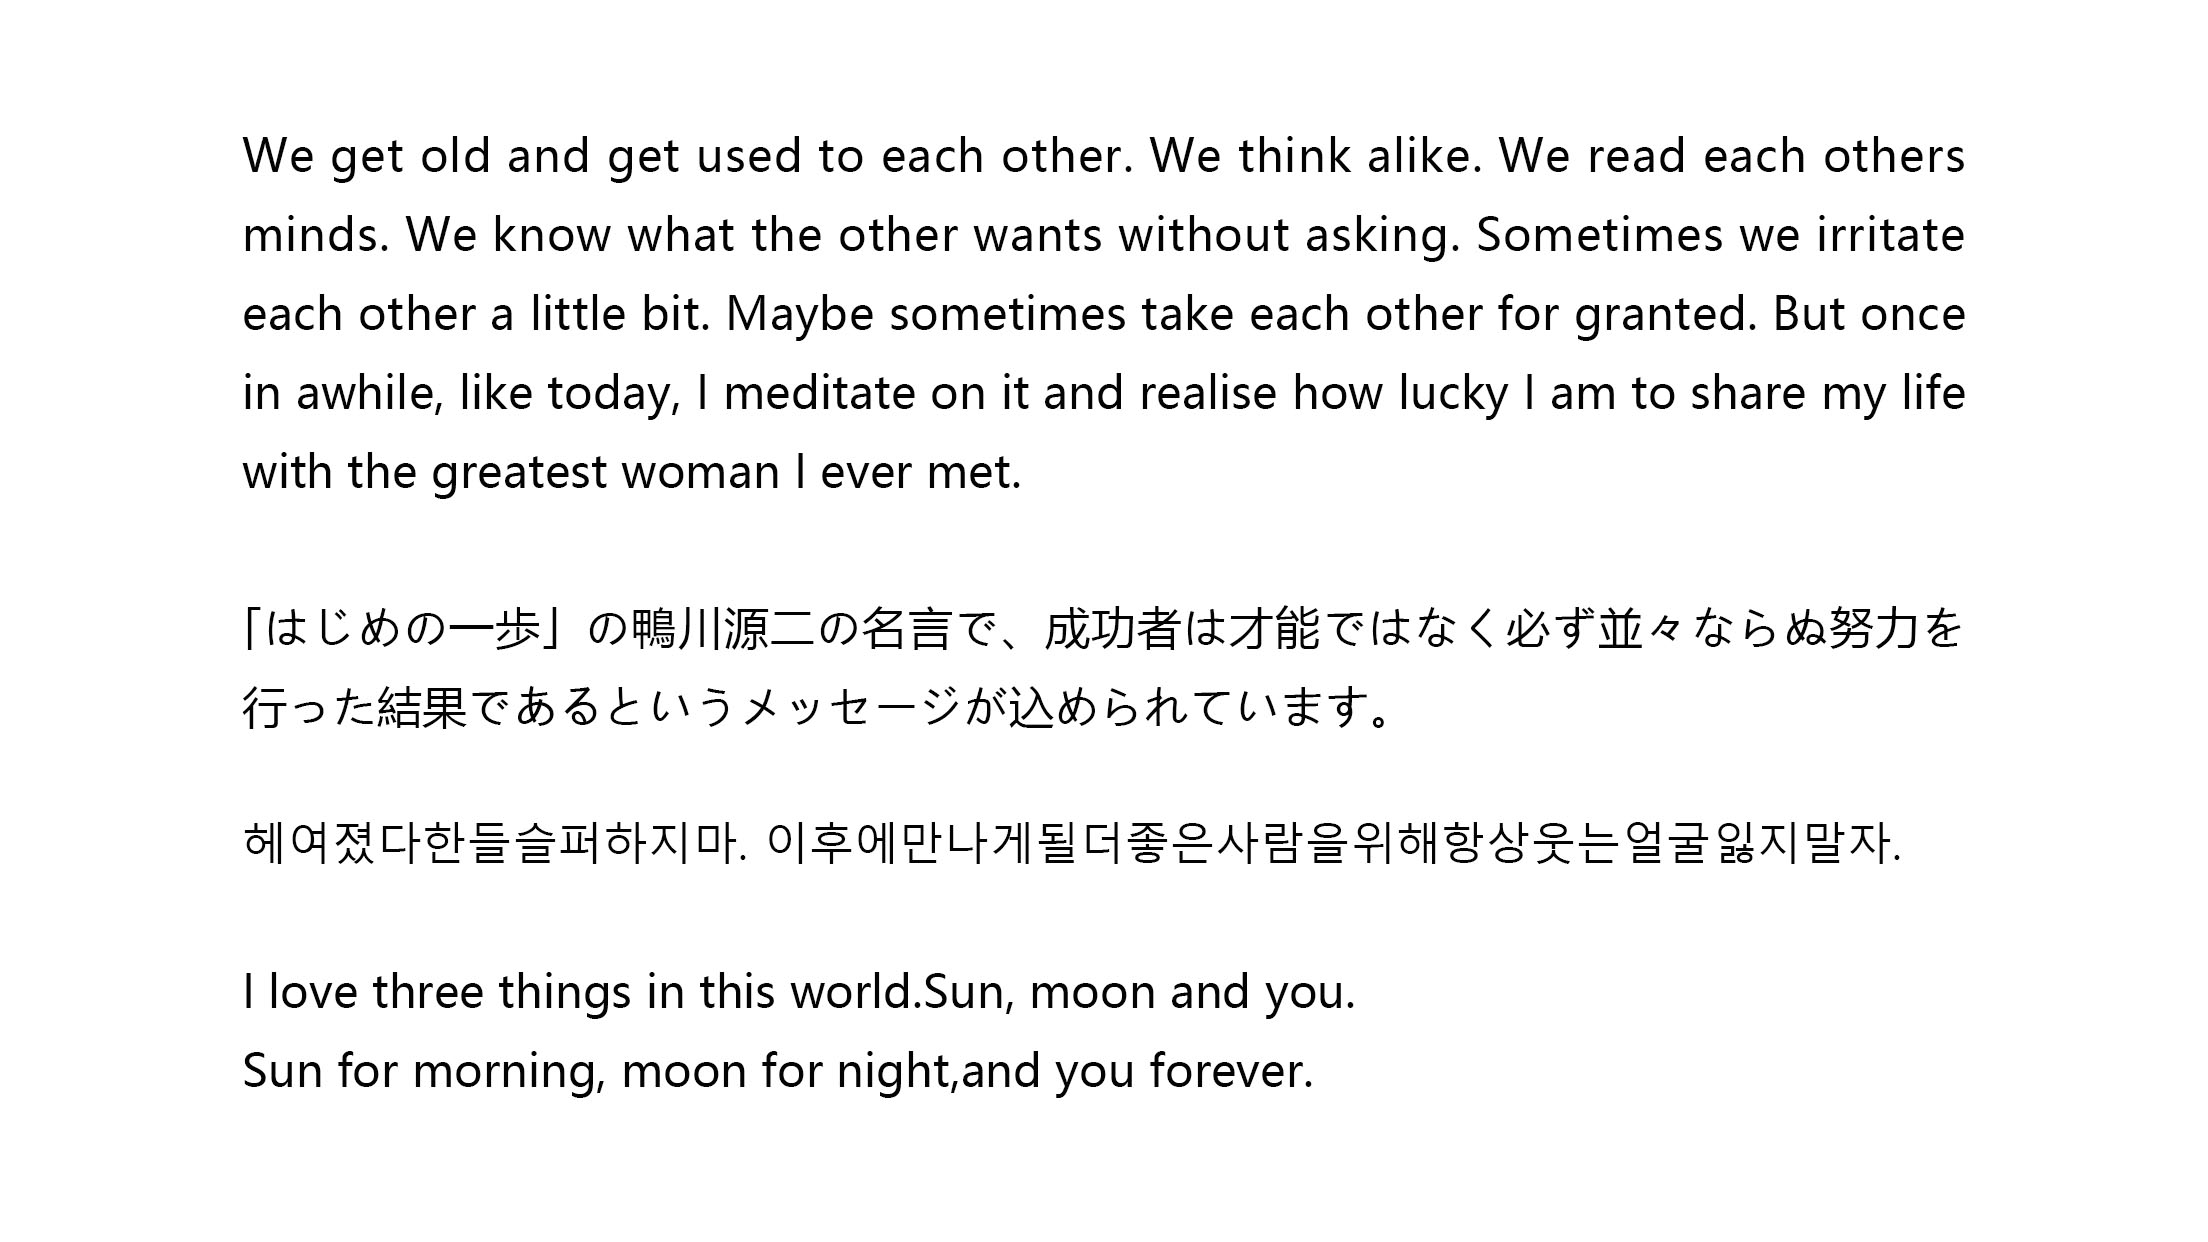 We get old and get used to each other. We think alike. We read each others
minds. We know what the other wants without asking. Sometimes we irritate
each other a little bit. Maybe sometimes take each other for granted. But once
in awhile, like today, I meditate on it and realise how lucky I am to share my life
with the greatest woman I ever met.
「はじめの一歩」の鴨川源二の名言で、成功者は才能ではなく必ず並々ならぬ努力を
行った結果であるというメッセージが込められています。
헤여졌다한들슬퍼하지마. 이후에만나게될더좋은사람을위해항상웃는얼굴잃지말자.
I love three things in this world.Sun, moon and you.
Sun for morning, moon for night,and you forever.